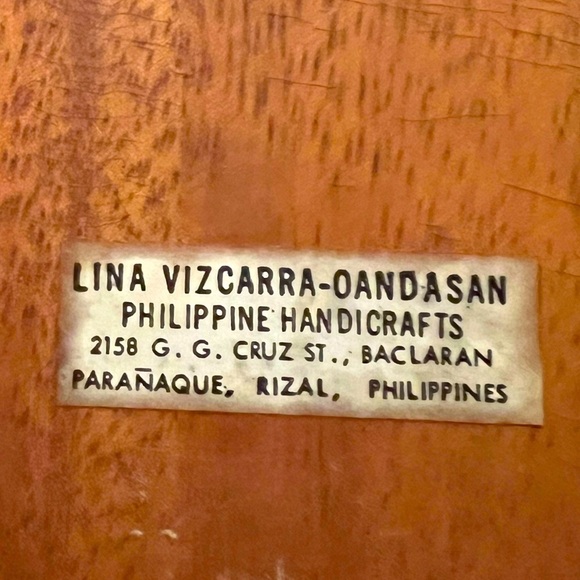 LINA VIZCARRA-OANDASAN
PHILIPPINE HANDICRAFTS
2158 G. G. CRUZ ST., BACLARAN
PARAÑAQUE, RIZAL, PHILIPPINES